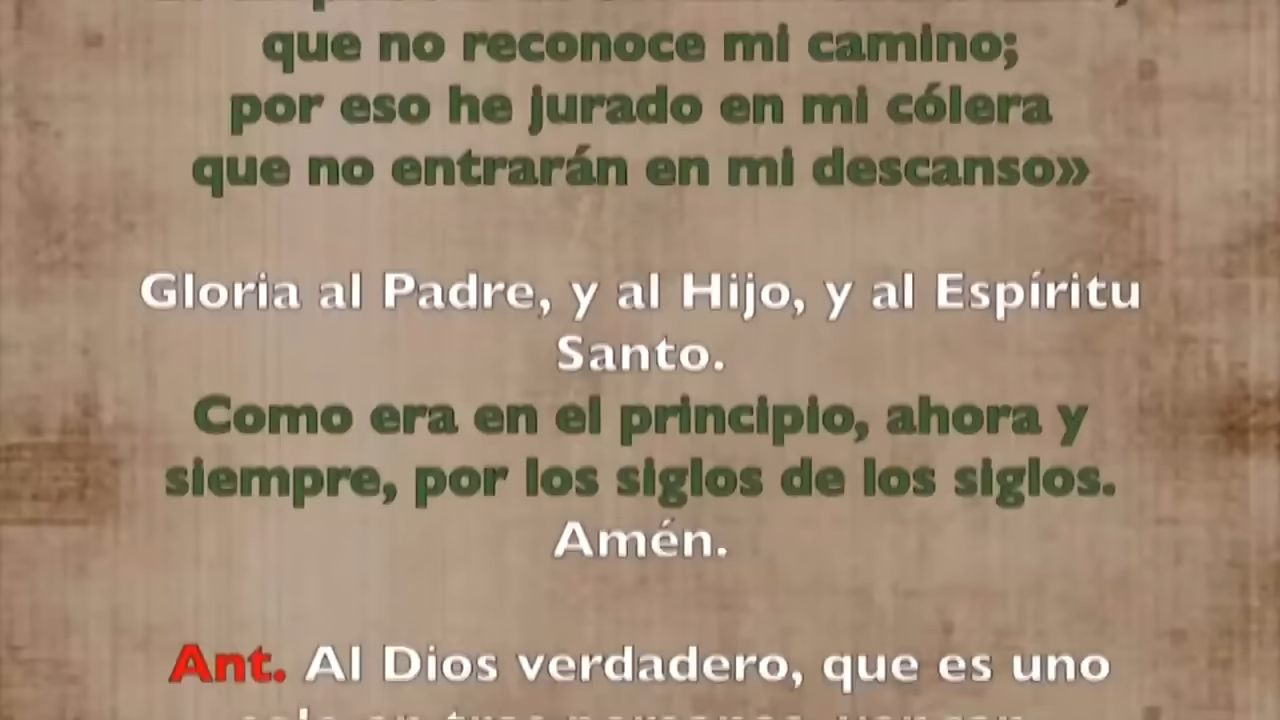 que no reconoce mi camino;
por eso he jurado en mi cólera
que no entrarán en mi descanso»
Gloria al Padre, y al Hijo, y al Espíritu
Santo.
Como era en el principio, ahora y
siempre, por los siglos de los siglos.
Amén.
Ant. Al Dios verdadero, que es uno